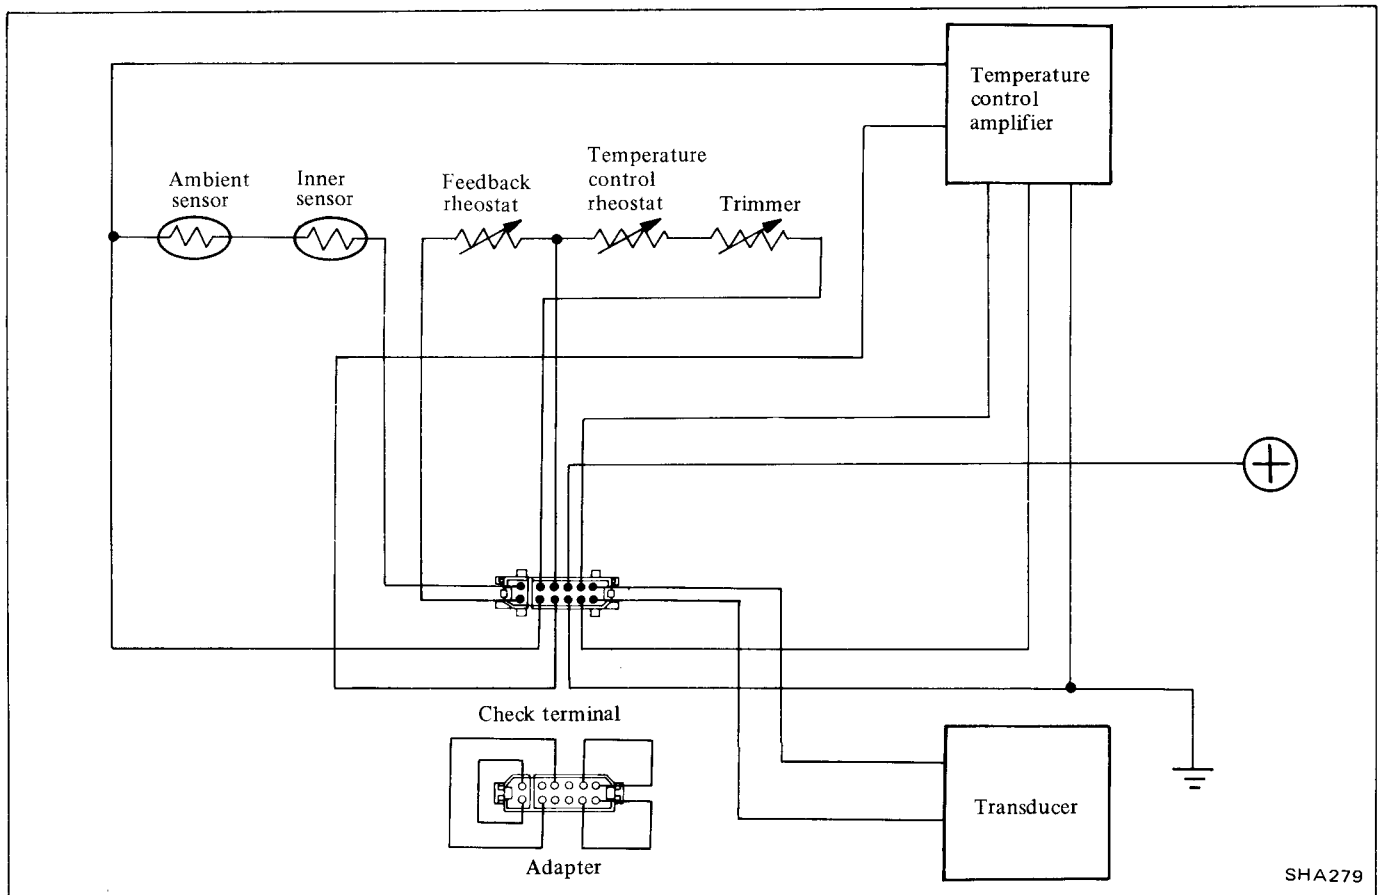 Temperature
control
amplifier
Ambient
sensor
Inner
sensor
Feedback
rheostat
Temperature
control
rheostat
Trimmer
Check terminal
Adapter
Transducer
SHA279